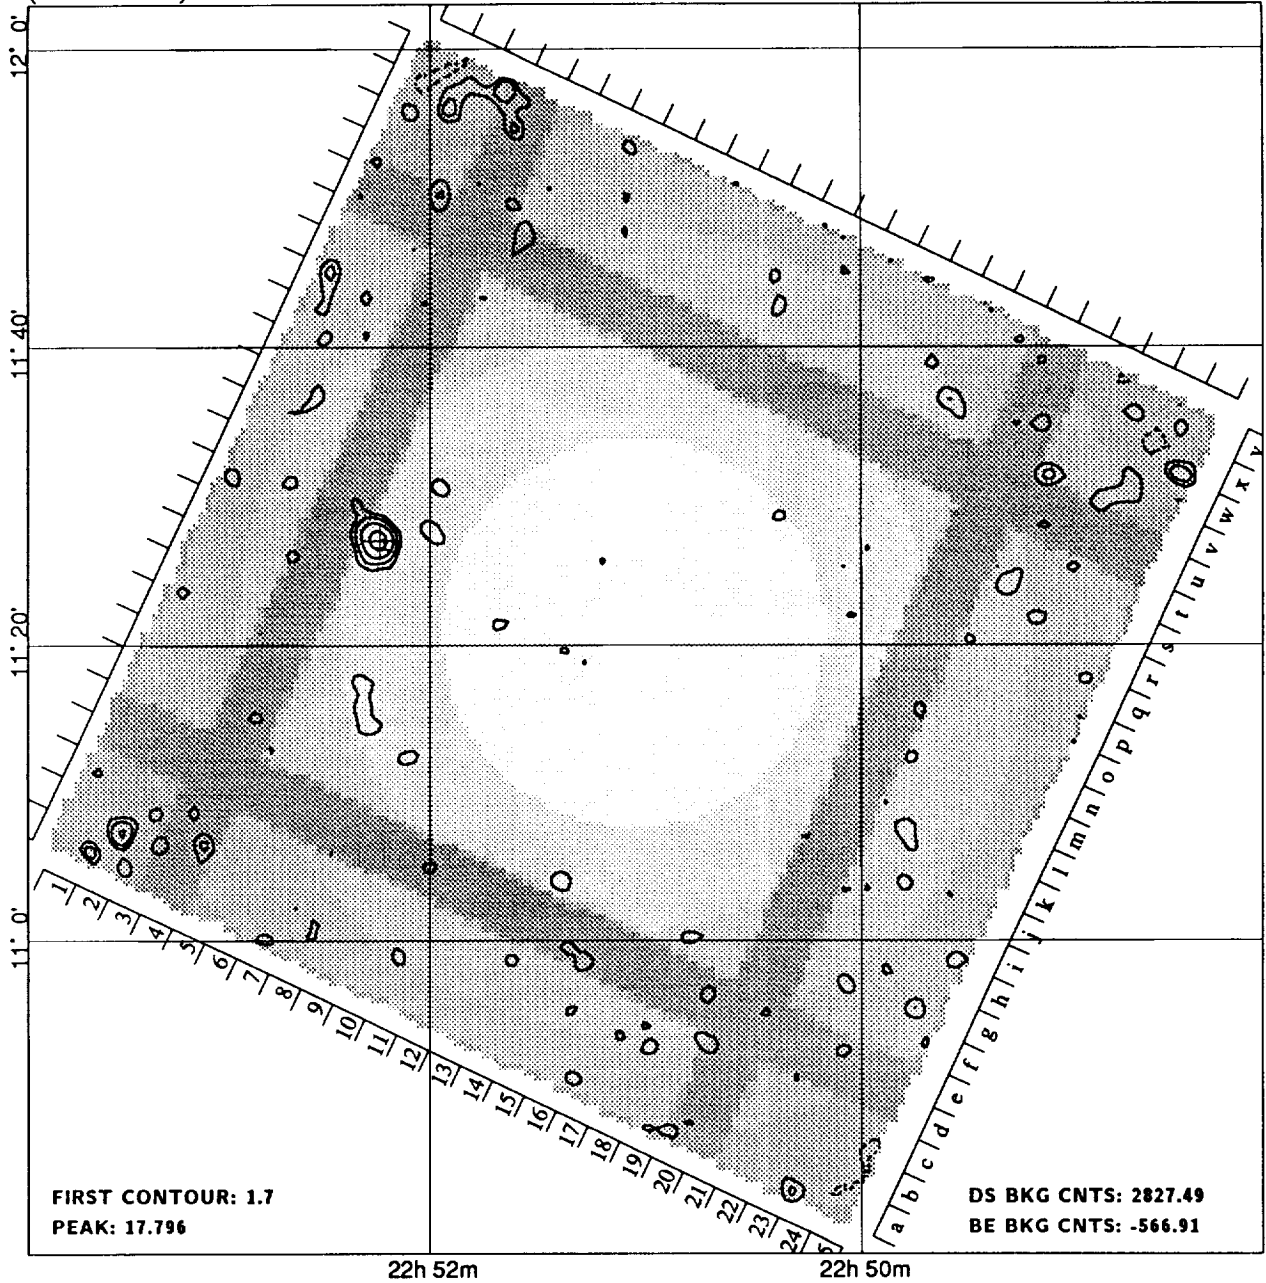 12° 0'
11° 40'
11° 20'
11° 0'
1 2 3 4 5 6 7 8 9 10 11 12 13 14 15 16 17 18 19 20 21 22 23 24
a b c d e f g h i j k l m n o p q r s t u v w x y
FIRST CONTOUR: 1.7
PEAK: 17.796
DS BKG CNTS: 2827.49
BE BKG CNTS: -566.91
22h 52m
22h 50m